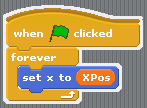 when clicked
forever
set x to XPos